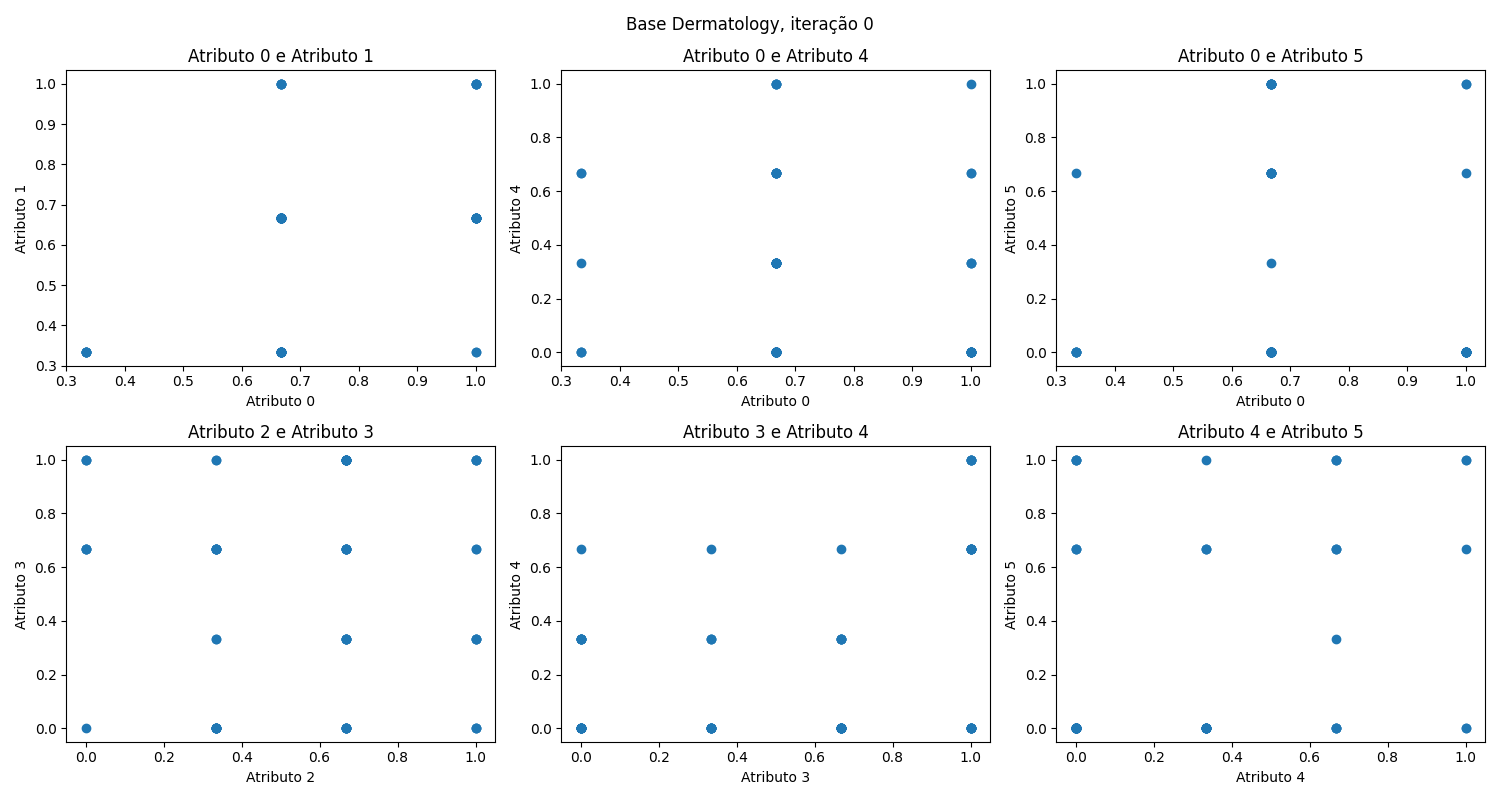 Base Dermatology, iteração 0
Atributo 0 e Atributo 1
1.0
0.9
0.8
0.7
0.6
0.5
0.4
0.3
Atributo 1
0.3 0.4 0.5 0.6 0.7 0.8 0.9 1.0
Atributo 0
Atributo 0 e Atributo 4
1.0
0.8
0.6
0.4
0.2
0.0
Atributo 4
0.3 0.4 0.5 0.6 0.7 0.8 0.9 1.0
Atributo 0
Atributo 0 e Atributo 5
1.0
0.8
0.6
0.4
0.2
0.0
Atributo 5
0.3 0.4 0.5 0.6 0.7 0.8 0.9 1.0
Atributo 0
Atributo 2 e Atributo 3
1.0
0.8
0.6
0.4
0.2
0.0
Atributo 3
0.0 0.2 0.4 0.6 0.8 1.0
Atributo 2
Atributo 3 e Atributo 4
1.0
0.8
0.6
0.4
0.2
0.0
Atributo 4
0.0 0.2 0.4 0.6 0.8 1.0
Atributo 3
Atributo 4 e Atributo 5
1.0
0.8
0.6
0.4
0.2
0.0
Atributo 5
0.0 0.2 0.4 0.6 0.8 1.0
Atributo 4